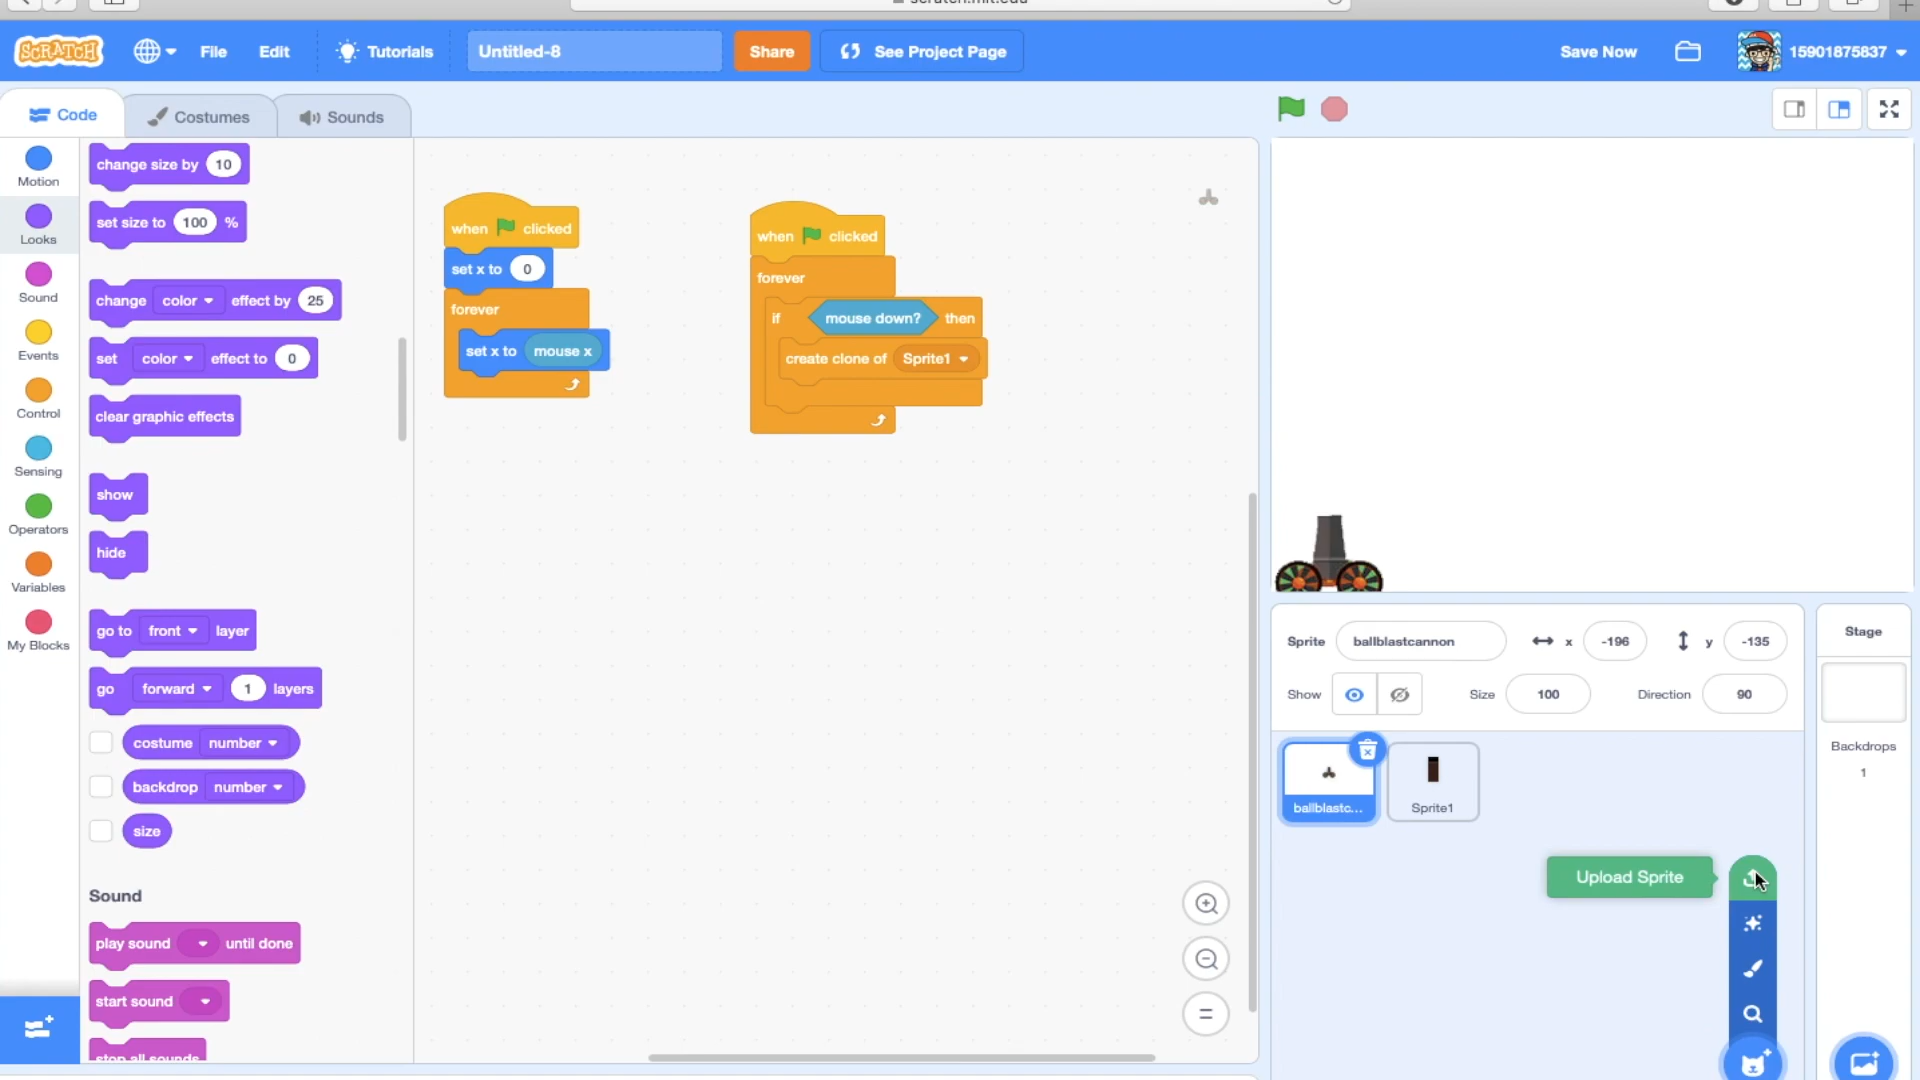 SCRATCH
File
Edit
Tutorials
Untitled-8
Share
See Project Page
Save Now
15901875837
Code
Costumes
Sounds
Motion
Looks
Sound
Events
Control
Sensing
Operators
Variables
My Blocks
change size by 10
set size to 100 %
change color effect by 25
set color effect to 0
clear graphic effects
show
hide
go to front layer
go forward 1 layers
costume number
backdrop number
size
Sound
play sound until done
start sound
stop all sounds
when clicked
set x to 0
forever
set x to mouse x
when clicked
forever
if mouse down? then
create clone of Sprite1
Sprite ballblastcannon x -196 y -135
Show Size 100 Direction 90
ballblastc...
Sprite1
Upload Sprite
Stage
Backdrops
1